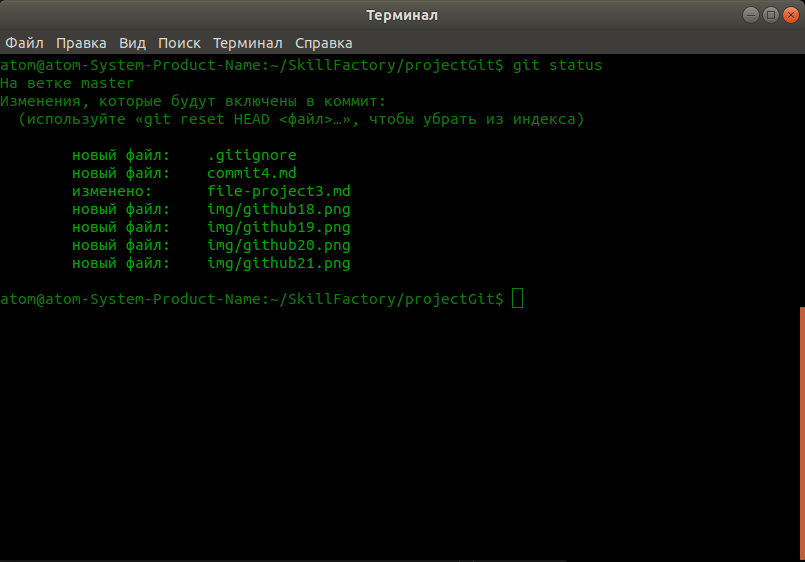 Терминал
Файл Правка Вид Поиск Терминал Справка
atom@atom-System-Product-Name:~/SkillFactory/projectGit$ git status
На ветке master
Изменения, которые будут включены в коммит:
  (используйте «git reset HEAD <файл>…», чтобы убрать из индекса)
        новый файл:    .gitignore
        новый файл:    commit4.md
        изменено:      file-project3.md
        новый файл:    img/github18.png
        новый файл:    img/github19.png
        новый файл:    img/github20.png
        новый файл:    img/github21.png
atom@atom-System-Product-Name:~/SkillFactory/projectGit$